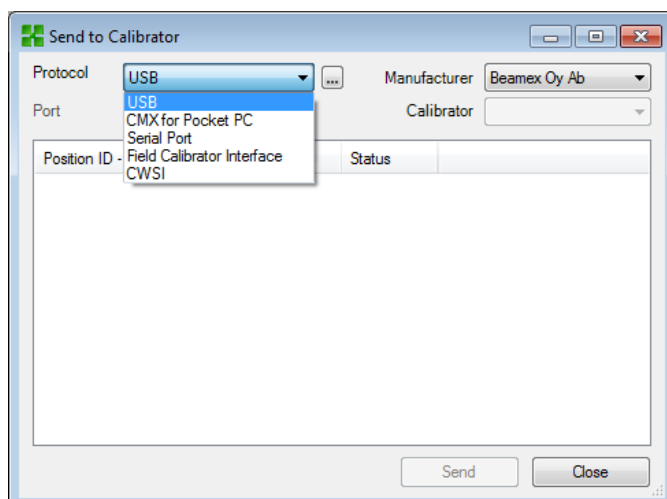 Send to Calibrator
Protocol USB ... Manufacturer Beamex Oy Ab
Port Calibrator
USB
CMX for Pocket PC
Serial Port
Field Calibrator Interface
CWSI
Position ID - Status
Send Close